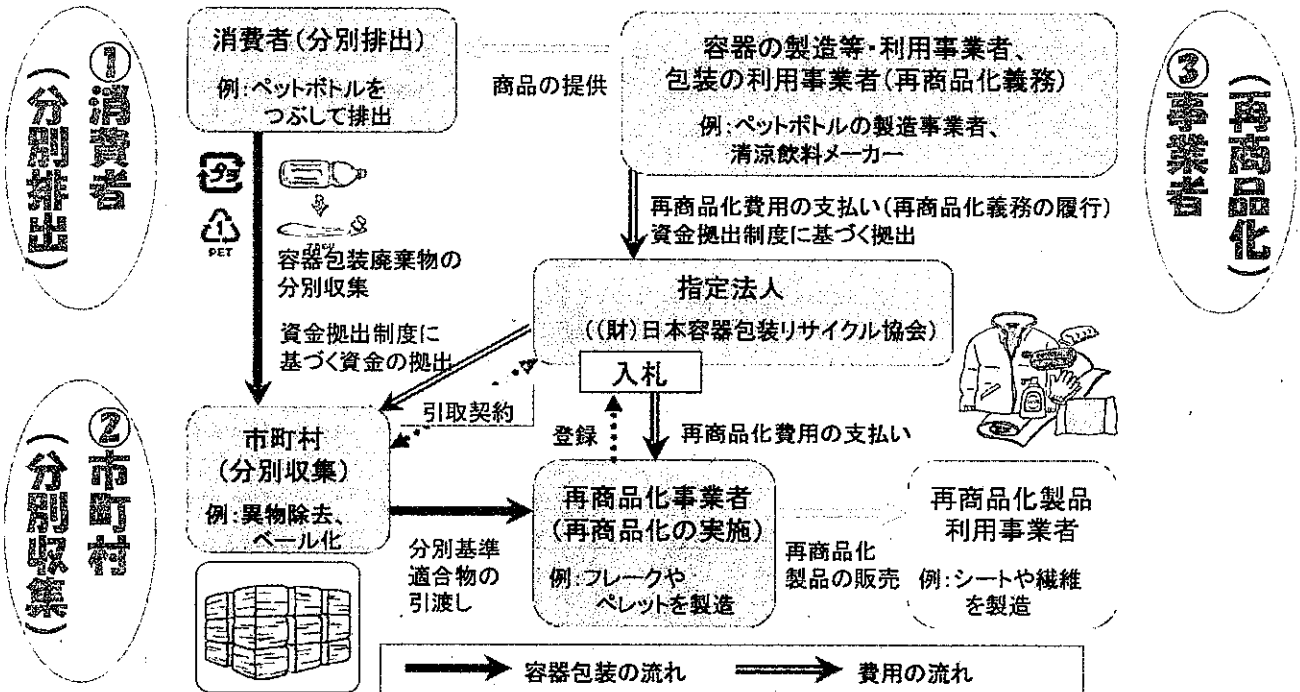 ①消費者
(分別排出)
消費者(分別排出)
例:ペットボトルを
つぶして排出
商品の提供
容器の製造等・利用事業者、
包装の利用事業者(再商品化義務)
例:ペットボトルの製造事業者、
清涼飲料メーカー
③事業者
(再商品化)
プラ
1
PET
容器包装廃棄物の
分別収集
再商品化費用の支払い(再商品化義務の履行)
資金拠出制度に基づく拠出
指定法人
((財)日本容器包装リサイクル協会)
入札
資金拠出制度に
基づく資金の拠出
引取契約
登録
再商品化費用の支払い
②市町村
(分別収集)
市町村
(分別収集)
例:異物除去、
ベール化
分別基準
適合物の
引渡し
再商品化事業者
(再商品化の実施)
例:フレークや
ペレットを製造
再商品化
製品の販売
再商品化製品
利用事業者
例:シートや繊維
を製造
容器包装の流れ
費用の流れ